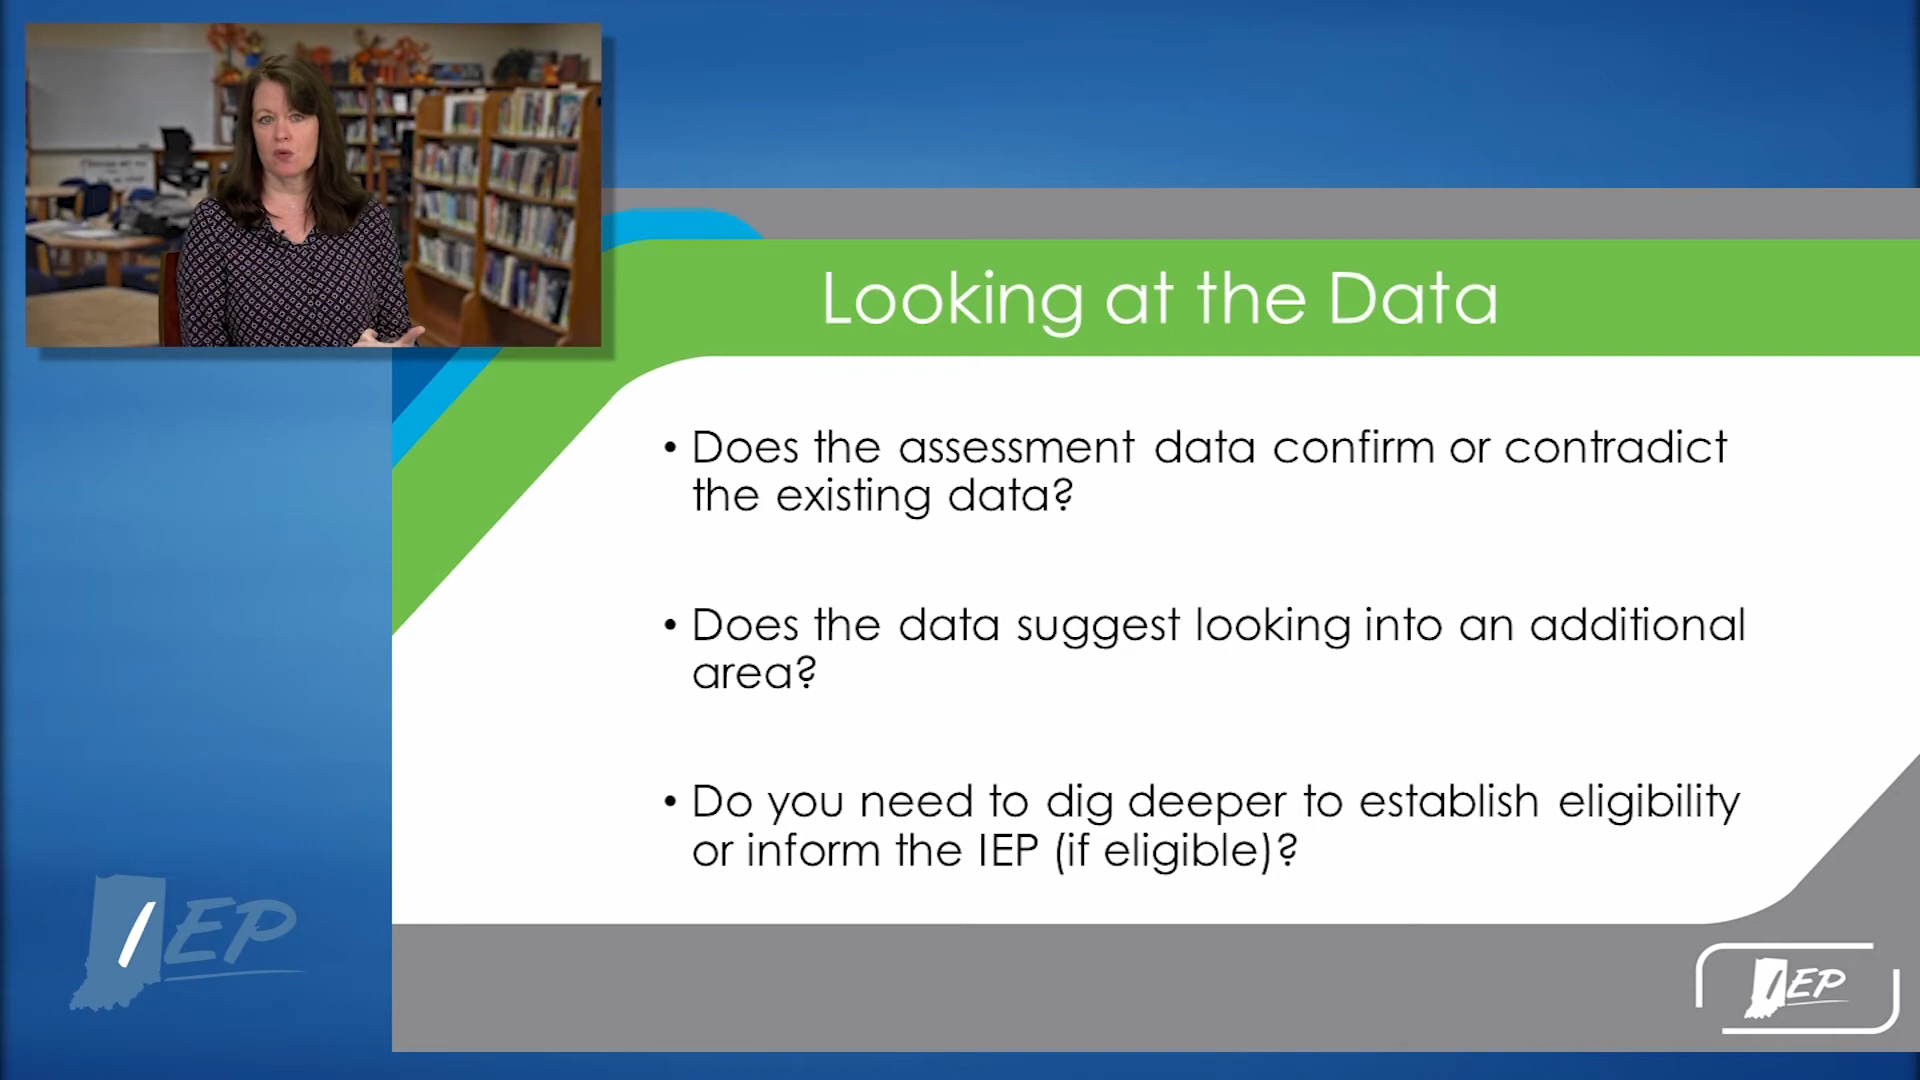 Looking at the Data
• Does the assessment data confirm or contradict
the existing data?
• Does the data suggest looking into an additional
area?
• Do you need to dig deeper to establish eligibility
or inform the IEP (if eligible)?
IEP
IEP